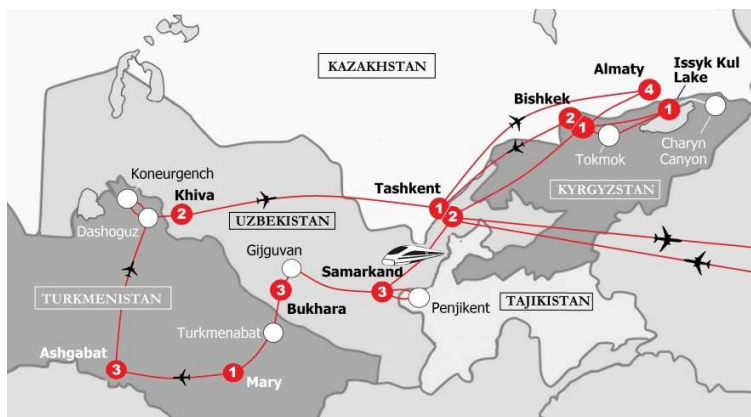 KAZAKHSTAN
Almaty
4
Issyk Kul
Lake
1
Bishkek
2
1
Tokmok
Charyn
Canyon
KYRGYZSTAN
Koneurgench
Khiva
2
Dashoguz
Tashkent
1
2
UZBEKISTAN
Gijguvan
Samarkand
3
3
Bukhara
Penjikent
TAJIKISTAN
TURKMENISTAN
Turkmenabat
Ashgabat
3
1
Mary